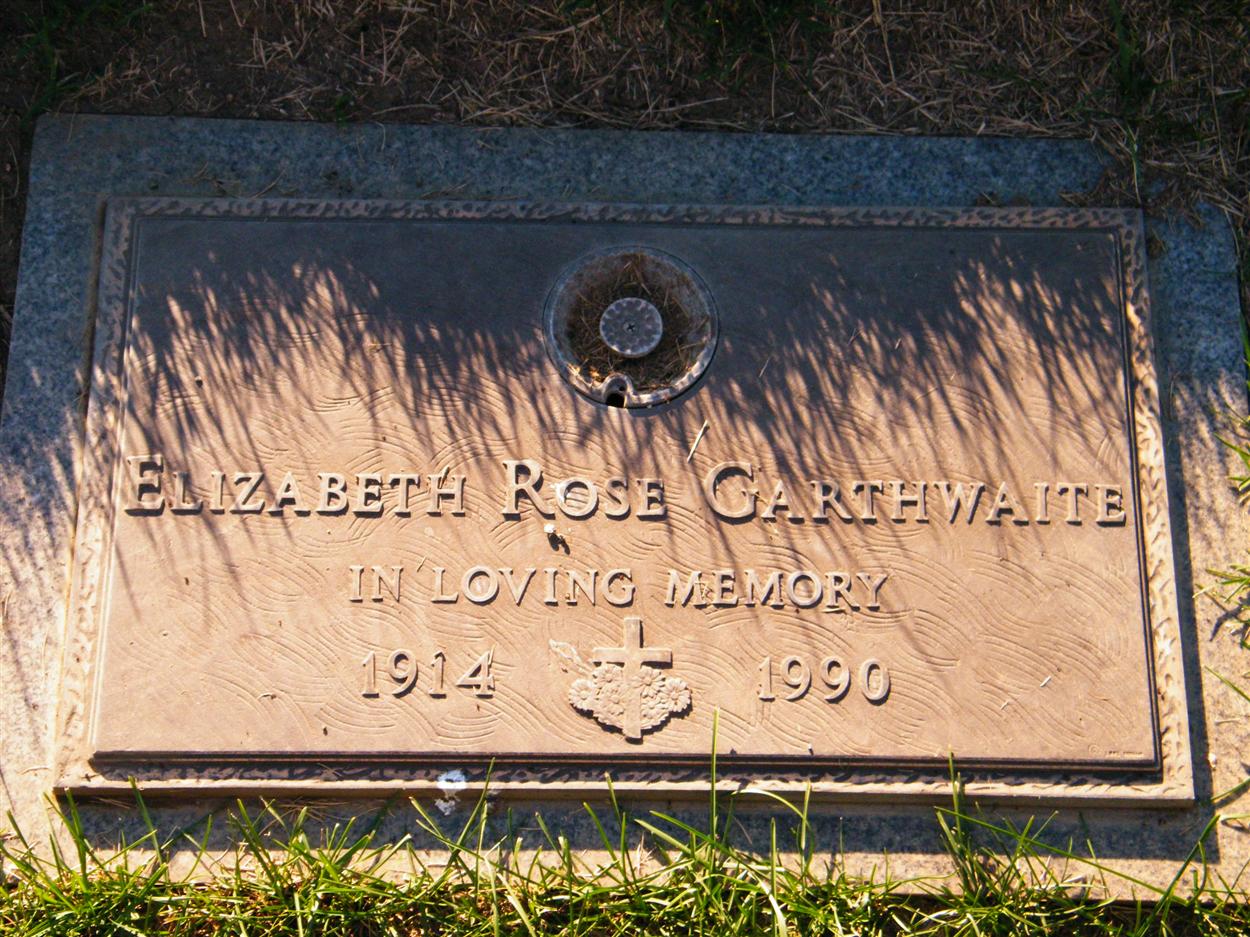 Elizabeth Rose Garthwaite
IN LOVING MEMORY
1914 1990